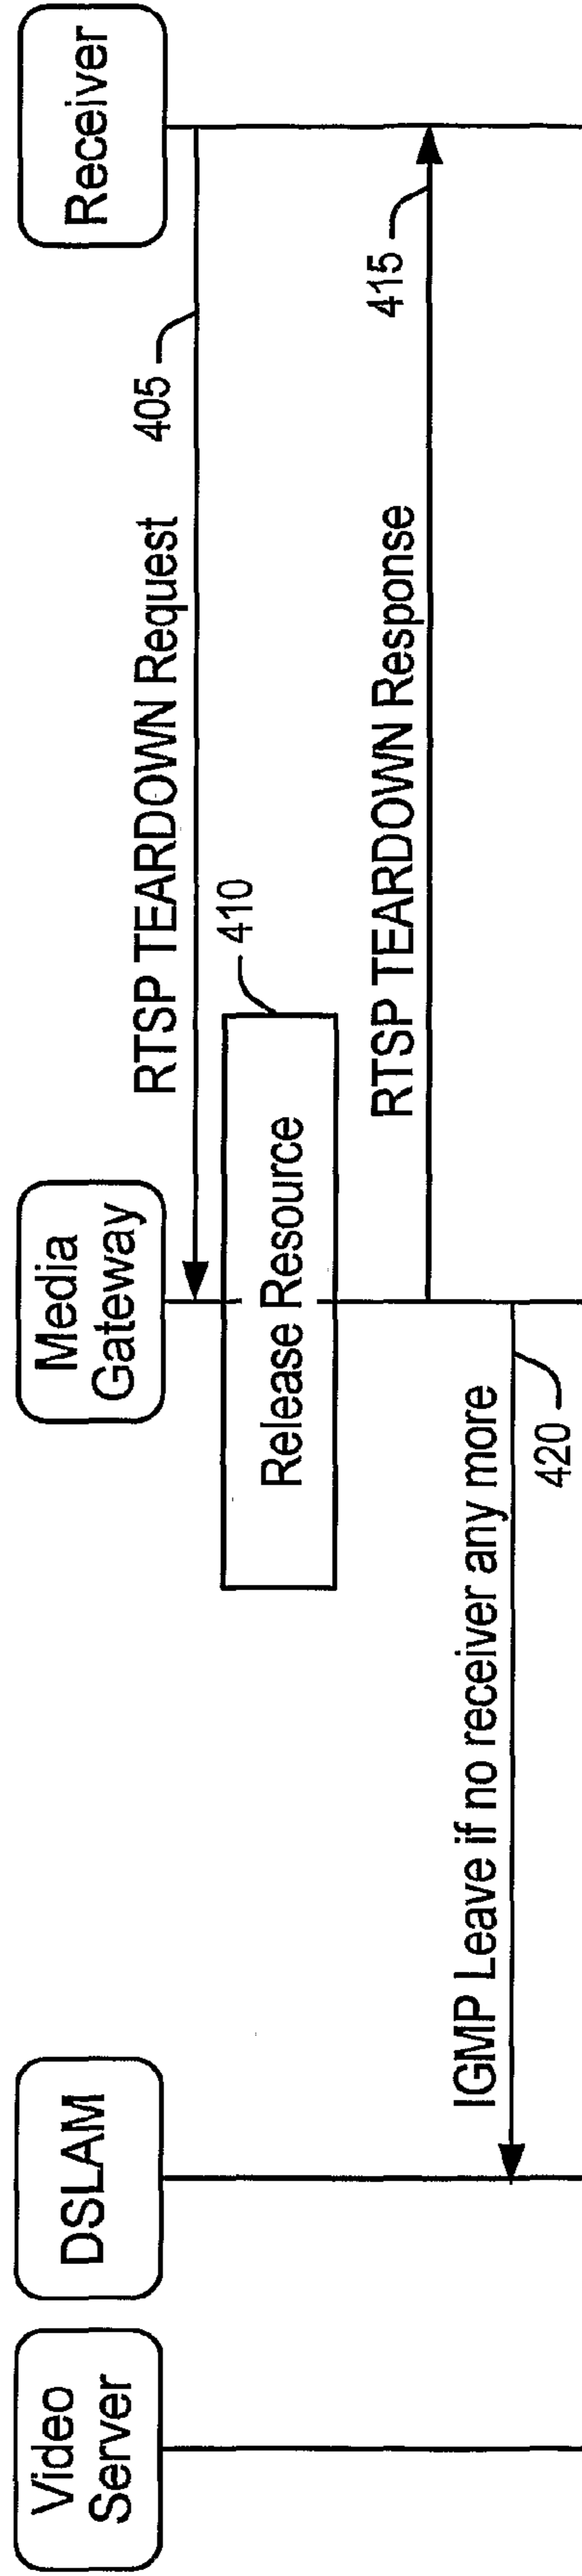 Video
Server
DSLAM
Media
Gateway
Receiver
RTSP TEARDOWN Request
405
410
Release Resource
RTSP TEARDOWN Response
415
IGMP Leave if no receiver any more
420